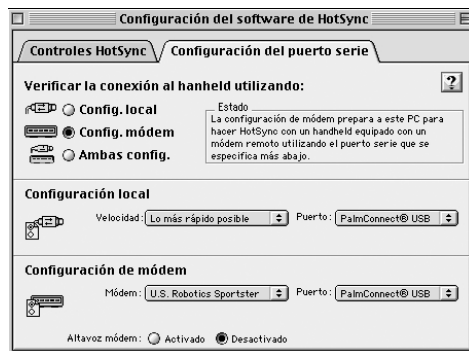 Configuración del software de HotSync
Controles HotSync
Configuración del puerto serie
Verificar la conexión al hanheld utilizando:
?
Config. local
Config. módem
Ambas config.
Estado
La configuración de módem prepara a este PC para
hacer HotSync con un handheld equipado con un
módem remoto utilizando el puerto serie que se
especifica más abajo.
Configuración local
Velocidad: Lo más rápido posible Puerto: PalmConnect® USB
Configuración de módem
Módem: U.S. Robotics Sportster Puerto: PalmConnect® USB
Altavoz módem: Activado Desactivado